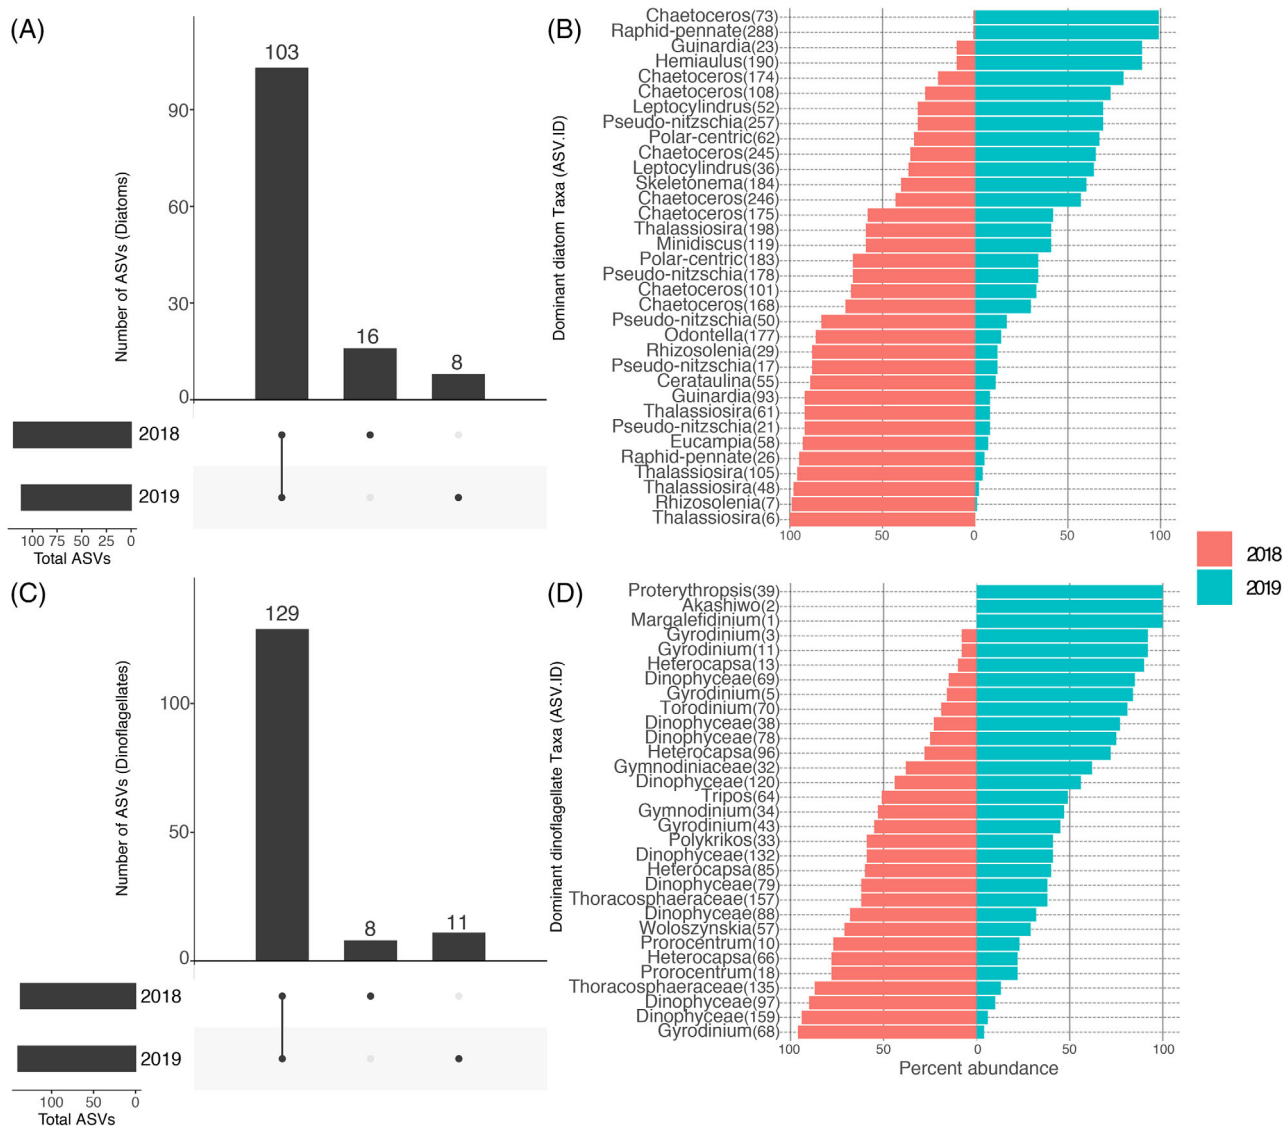 (A)
Number of ASVs (Diatoms)
90
60
30
0
103
16
8
2018
2019
100 75 50 25 0
Total ASVs
(B)
Dominant diatom Taxa (ASV.ID)
Chaetoceros(73)
Raphid-pennate(288)
Guinardia(23)
Hemiaulus(190)
Chaetoceros(174)
Chaetoceros(108)
Leptocylindrus(52)
Pseudo-nitzschia(257)
Polar-centric(62)
Chaetoceros(245)
Leptocylindrus(36)
Skeletonema(184)
Chaetoceros(246)
Chaetoceros(175)
Thalassiosira(198)
Minidiscus(119)
Polar-centric(183)
Pseudo-nitzschia(178)
Chaetoceros(101)
Chaetoceros(168)
Pseudo-nitzschia(50)
Odontella(177)
Rhizosolenia(29)
Pseudo-nitzschia(17)
Cerataulina(55)
Guinardia(93)
Thalassiosira(61)
Pseudo-nitzschia(21)
Eucampia(58)
Raphid-pennate(26)
Thalassiosira(105)
Thalassiosira(48)
Rhizosolenia(7)
Thalassiosira(6)
100 50 0 50 100
2018
2019
(C)
Number of ASVs (Dinoflagellates)
100
50
0
129
8
11
2018
2019
100 50 0
Total ASVs
(D)
Dominant dinoflagellate Taxa (ASV.ID)
Proterythropsis(39)
Akashiwo(2)
Margalefidinium(1)
Gyrodinium(3)
Gyrodinium(11)
Heterocapsa(13)
Dinophyceae(69)
Gyrodinium(5)
Torodinium(70)
Dinophyceae(38)
Dinophyceae(78)
Heterocapsa(96)
Gymnodiniaceae(32)
Dinophyceae(120)
Tripos(64)
Gymnodinium(34)
Gyrodinium(43)
Polykrikos(33)
Dinophyceae(132)
Heterocapsa(85)
Dinophyceae(79)
Thoracosphaeraceae(157)
Dinophyceae(88)
Woloszynskia(57)
Prorocentrum(10)
Heterocapsa(66)
Prorocentrum(18)
Thoracosphaeraceae(135)
Dinophyceae(97)
Dinophyceae(159)
Gyrodinium(68)
100 50 0 50 100
Percent abundance